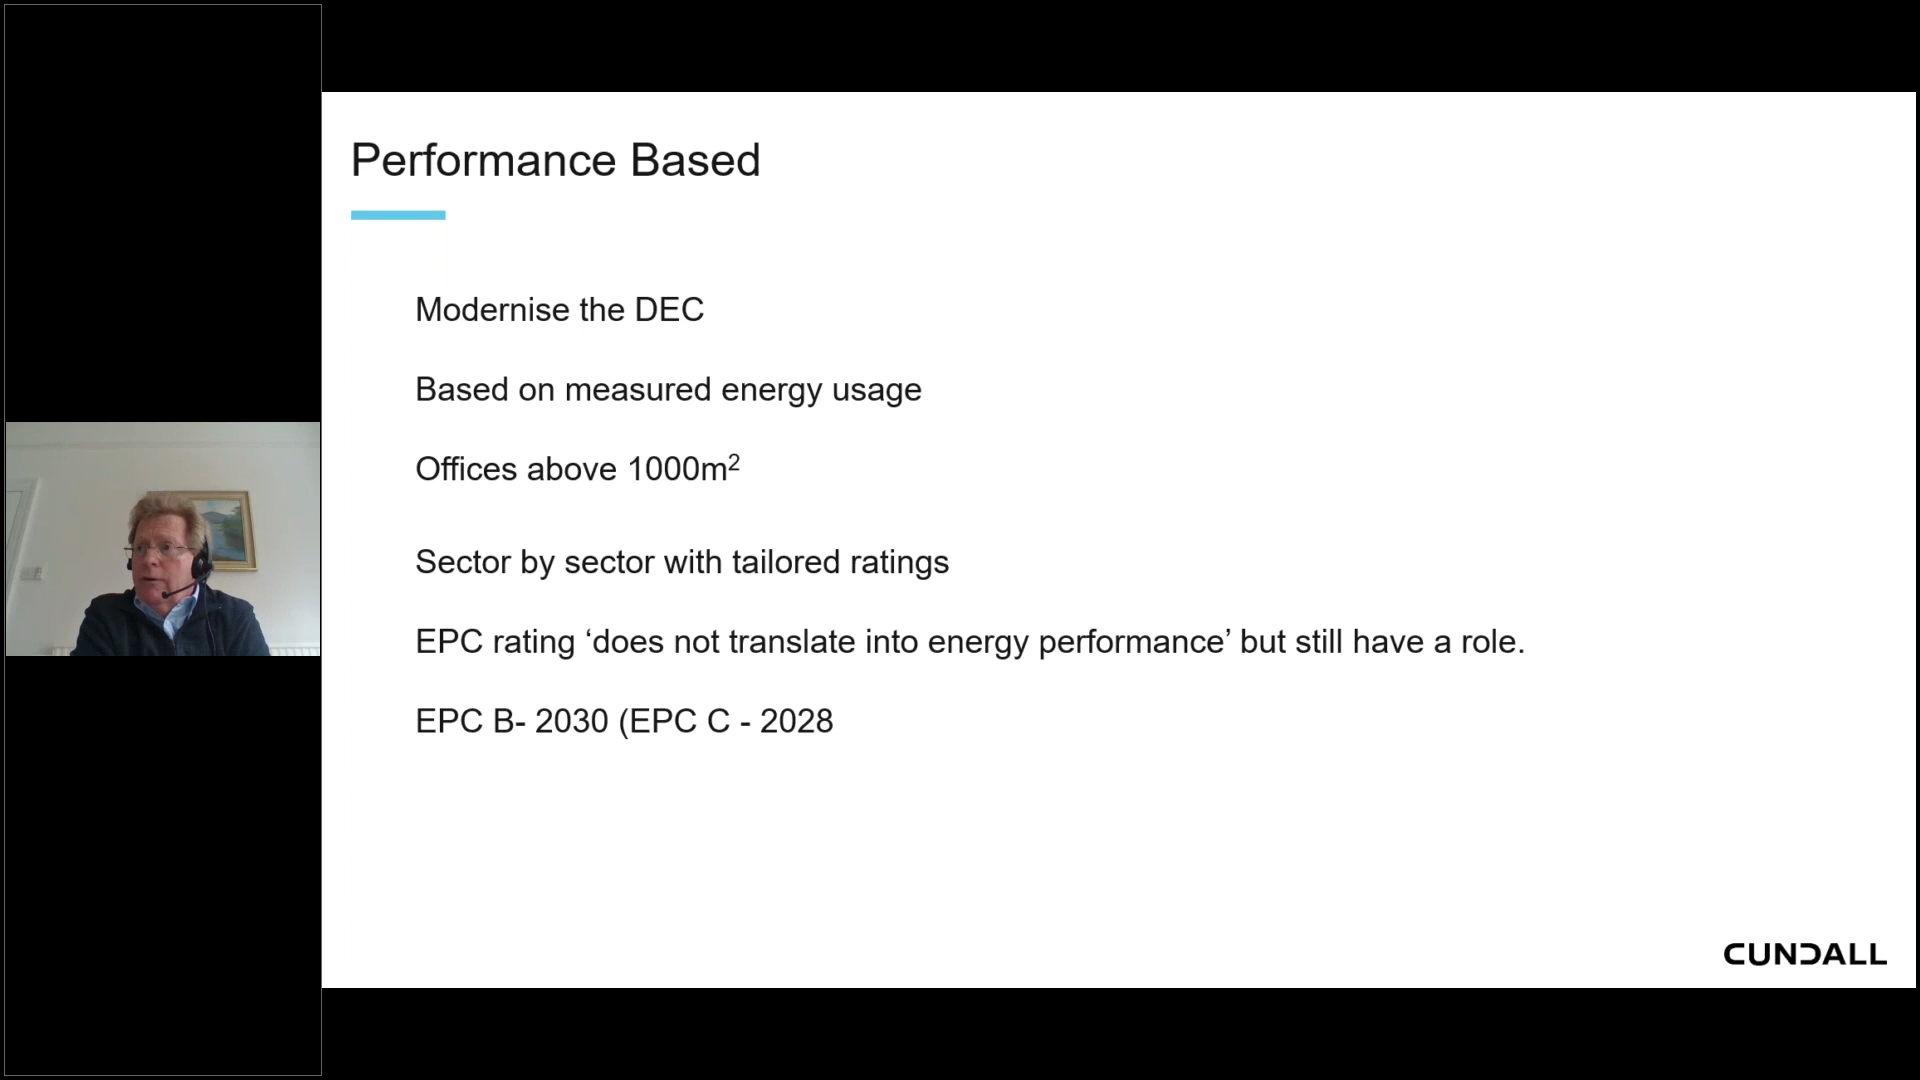 Performance Based
Modernise the DEC
Based on measured energy usage
Offices above 1000m²
Sector by sector with tailored ratings
EPC rating ‘does not translate into energy performance’ but still have a role.
EPC B- 2030 (EPC C - 2028
CUNDALL